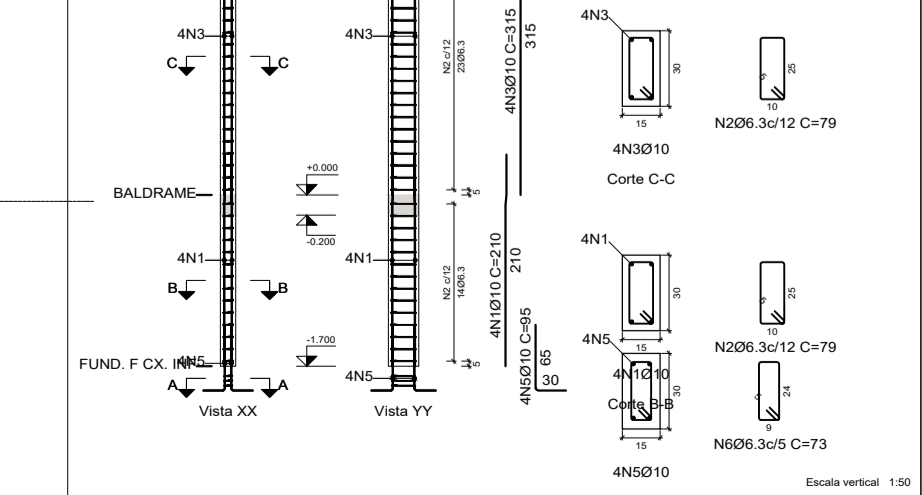 4N3
C C
BALDRAME
+0.000
-0.200
4N1
B B
FUND. F CX. INF.
4N5
-1.700
A A
Vista XX
4N3
4N1
4N5
Vista YY
N2 c/12
23Ø6.3
5
N2 c/12
14Ø6.3
5
4N3Ø10 C=315
315
4N1Ø10 C=210
210
4N5Ø10 C=95
65
30
4N3
30
15
4N3Ø10
Corte C-C
5
25
10
N2Ø6.3c/12 C=79
4N1
30
15
4N1Ø10
Corte B-B
5
25
10
N2Ø6.3c/12 C=79
4N5
30
15
4N5Ø10
24
9
N6Ø6.3c/5 C=73
Escala vertical 1:50